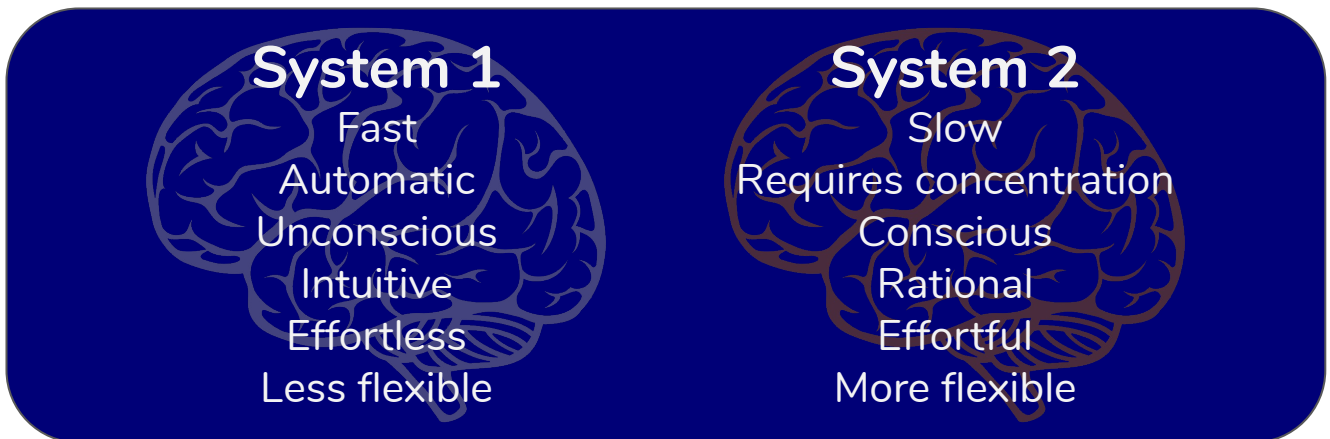 System 1
Fast
Automatic
Unconscious
Intuitive
Effortless
Less flexible
System 2
Slow
Requires concentration
Conscious
Rational
Effortful
More flexible